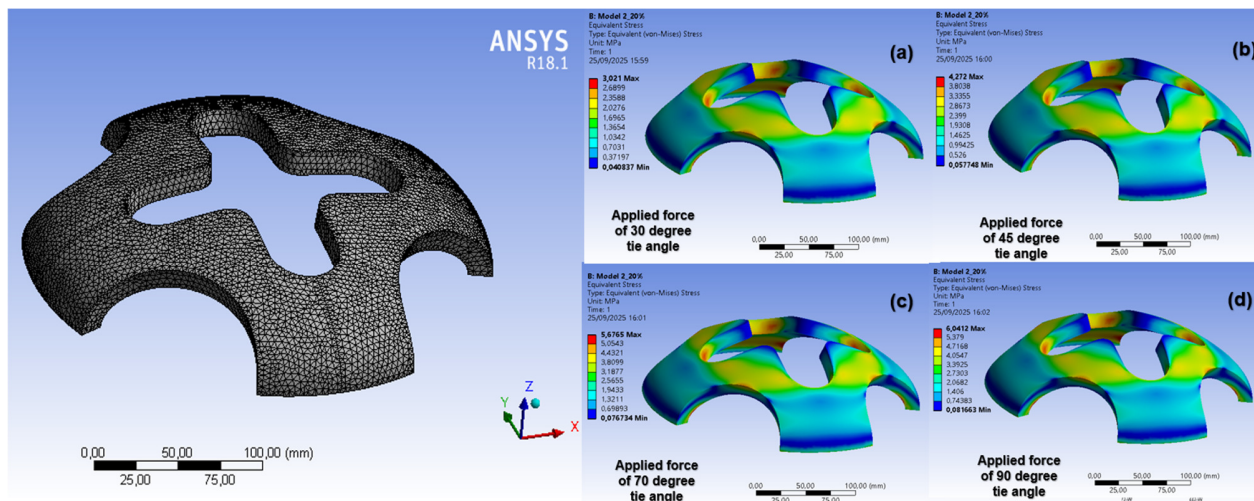 ANSYS
R18.1
Z
Y
X
0,00
50,00
100,00 (mm)
25,00
75,00
B: Model 2_20%
Equivalent Stress
Type: Equivalent (von-Mises) Stress
Unit: MPa
Time: 1
25/09/2025 15:59
(a)
3,021 Max
2,6899
2,3588
2,0276
1,6965
1,3654
1,0342
0,7031
0,37197
0,040837 Min
Applied force
of 30 degree
tie angle
0,00
50,00
100,00 (mm)
25,00
75,00
B: Model 2_20%
Equivalent Stress
Type: Equivalent (von-Mises) Stress
Unit: MPa
Time: 1
25/09/2025 16:00
(b)
4,272 Max
3,8038
3,3355
2,8673
2,399
1,9308
1,4625
0,99425
0,526
0,057748 Min
Applied force
of 45 degree
tie angle
0,00
50,00
100,00 (mm)
25,00
75,00
B: Model 2_20%
Equivalent Stress
Type: Equivalent (von-Mises) Stress
Unit: MPa
Time: 1
25/09/2025 16:01
(c)
5,6765 Max
5,0543
4,4321
3,8099
3,1877
2,5655
1,9433
1,3211
0,69893
0,076734 Min
Applied force
of 70 degree
tie angle
0,00
50,00
100,00 (mm)
25,00
75,00
B: Model 2_20%
Equivalent Stress
Type: Equivalent (von-Mises) Stress
Unit: MPa
Time: 1
25/09/2025 16:02
(d)
6,0412 Max
5,379
4,7168
4,0547
3,3925
2,7303
2,0682
1,406
0,74383
0,081663 Min
Applied force
of 90 degree
tie angle
0,00
50,00
100,00 (mm)